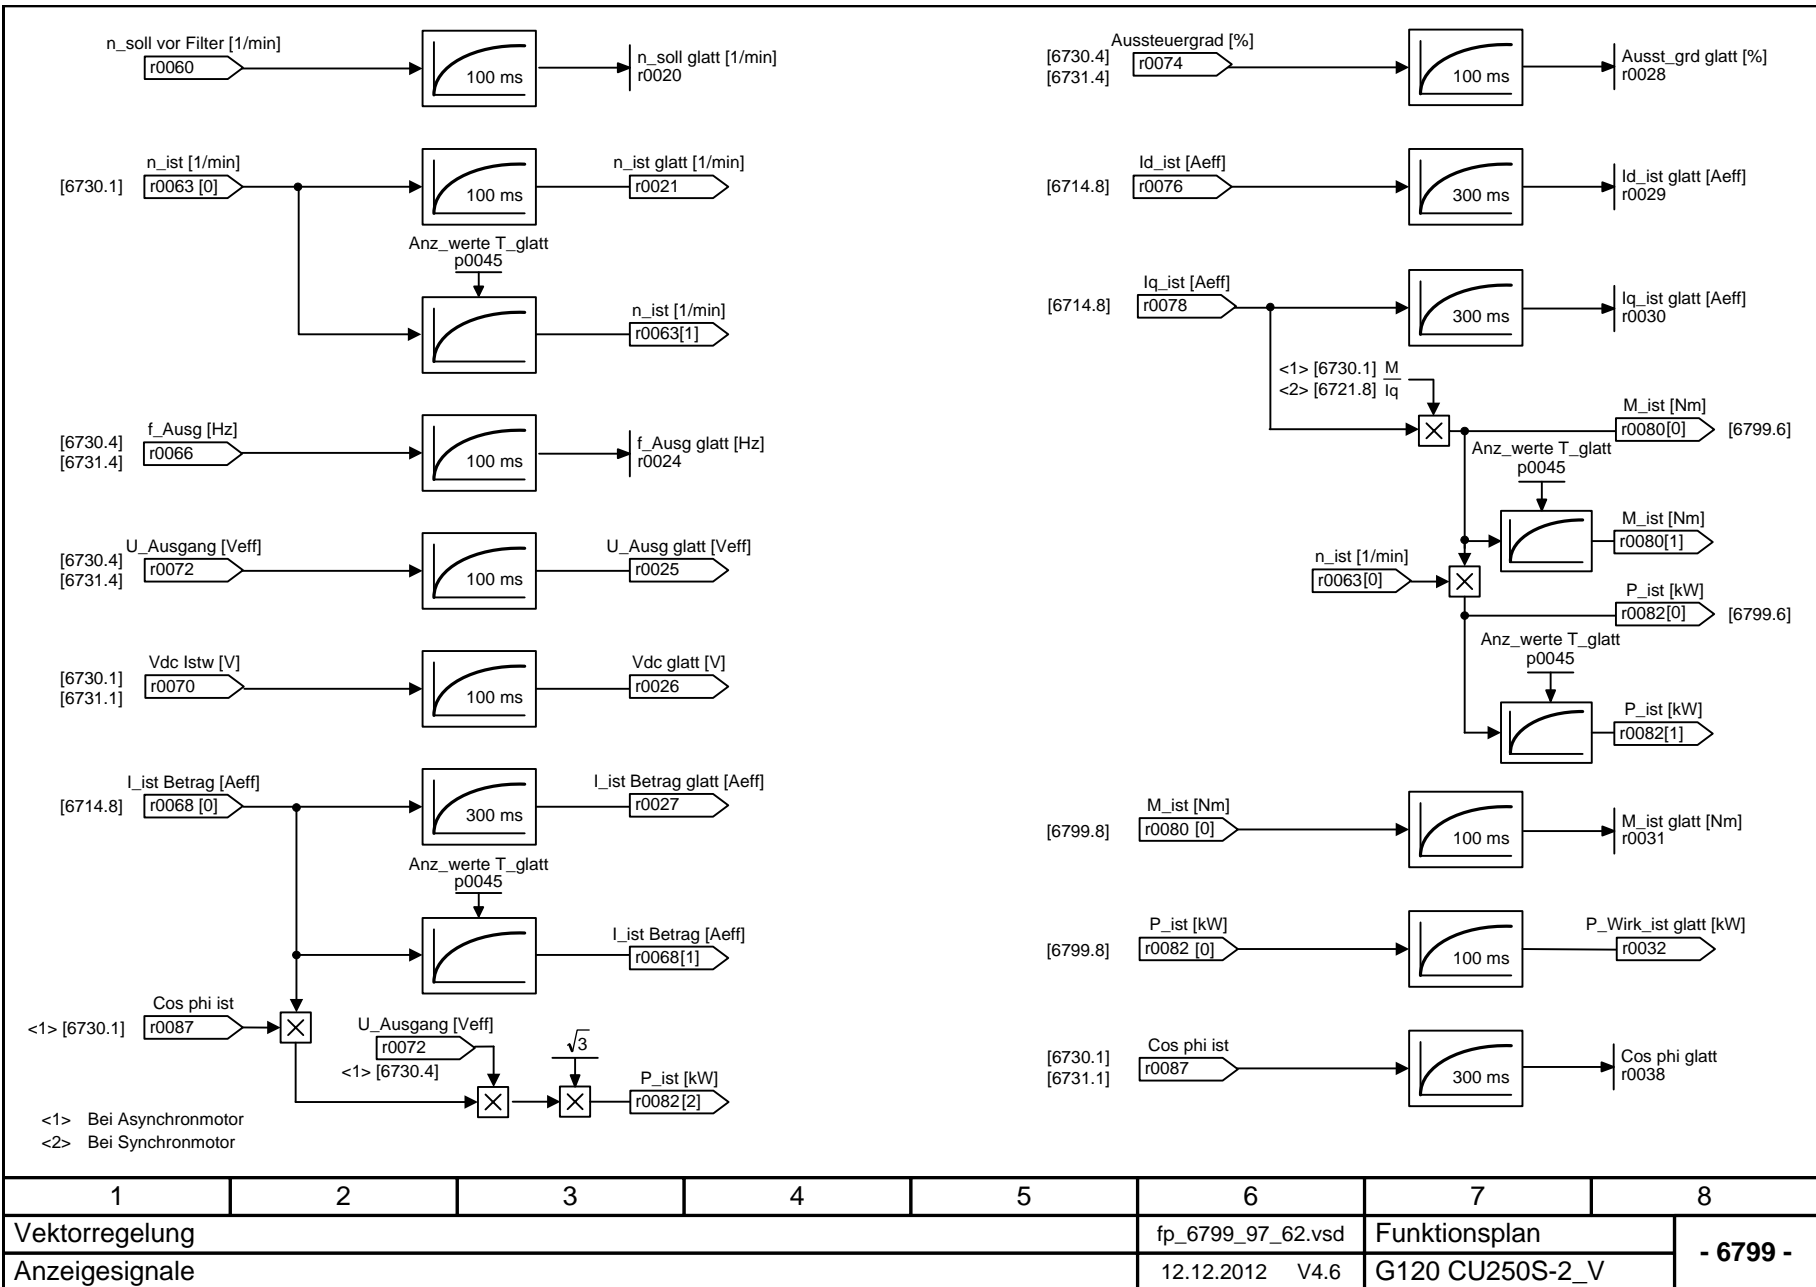 n_soll vor Filter [1/min]
r0060
100 ms
n_soll glatt [1/min]
r0020
n_ist [1/min]
[6730.1]
r0063 [0]
100 ms
n_ist glatt [1/min]
r0021
Anz_werte T_glatt
p0045
n_ist [1/min]
r0063[1]
f_Ausg [Hz]
[6730.4]
[6731.4]
r0066
100 ms
f_Ausg glatt [Hz]
r0024
U_Ausgang [Veff]
[6730.4]
[6731.4]
r0072
100 ms
U_Ausg glatt [Veff]
r0025
Vdc Istw [V]
[6730.1]
[6731.1]
r0070
100 ms
Vdc glatt [V]
r0026
I_ist Betrag [Aeff]
[6714.8]
r0068 [0]
300 ms
I_ist Betrag glatt [Aeff]
r0027
Anz_werte T_glatt
p0045
I_ist Betrag [Aeff]
r0068[1]
Cos phi ist
<1> [6730.1]
r0087
U_Ausgang [Veff]
r0072
<1> [6730.4]
√3
P_ist [kW]
r0082[2]
<1> Bei Asynchronmotor
<2> Bei Synchronmotor
Aussteuergrad [%]
[6730.4]
[6731.4]
r0074
100 ms
Ausst_grd glatt [%]
r0028
Id_ist [Aeff]
[6714.8]
r0076
300 ms
Id_ist glatt [Aeff]
r0029
Iq_ist [Aeff]
[6714.8]
r0078
300 ms
Iq_ist glatt [Aeff]
r0030
<1> [6730.1] M
<2> [6721.8] Iq
M_ist [Nm]
r0080[0]
[6799.6]
Anz_werte T_glatt
p0045
M_ist [Nm]
r0080[1]
n_ist [1/min]
r0063[0]
P_ist [kW]
r0082[0]
[6799.6]
Anz_werte T_glatt
p0045
P_ist [kW]
r0082[1]
M_ist [Nm]
[6799.8]
r0080 [0]
100 ms
M_ist glatt [Nm]
r0031
P_ist [kW]
[6799.8]
r0082 [0]
100 ms
P_Wirk_ist glatt [kW]
r0032
Cos phi ist
[6730.1]
[6731.1]
r0087
300 ms
Cos phi glatt
r0038
1 2 3 4 5 6 7 8
Vektorregelung
fp_6799_97_62.vsd
Funktionsplan
- 6799 -
Anzeigesignale
12.12.2012 V4.6
G120 CU250S-2_V